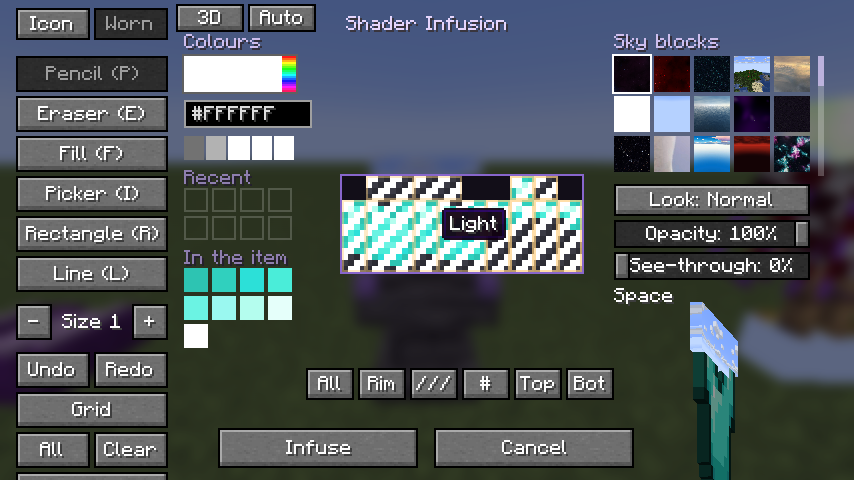 Icon
Worn
3D
Auto
Shader Infusion
Colours
Sky blocks
Pencil (P)
Eraser (E)
#FFFFFF
Fill (F)
Picker (I)
Recent
Look: Normal
Rectangle (R)
Light
Opacity: 100%
Line (L)
In the item
See-through: 0%
Space
-
Size 1
+
Undo
Redo
All
Rim
///
#
Top
Bot
Grid
All
Clear
Infuse
Cancel